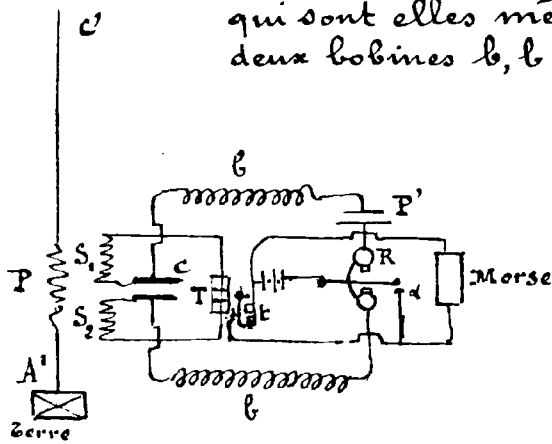 qui sont elles mê
deux bobines b, b
C'
b
P'
S1
C
R
P
T
t
d
Morse
S2
A'
b
Terre